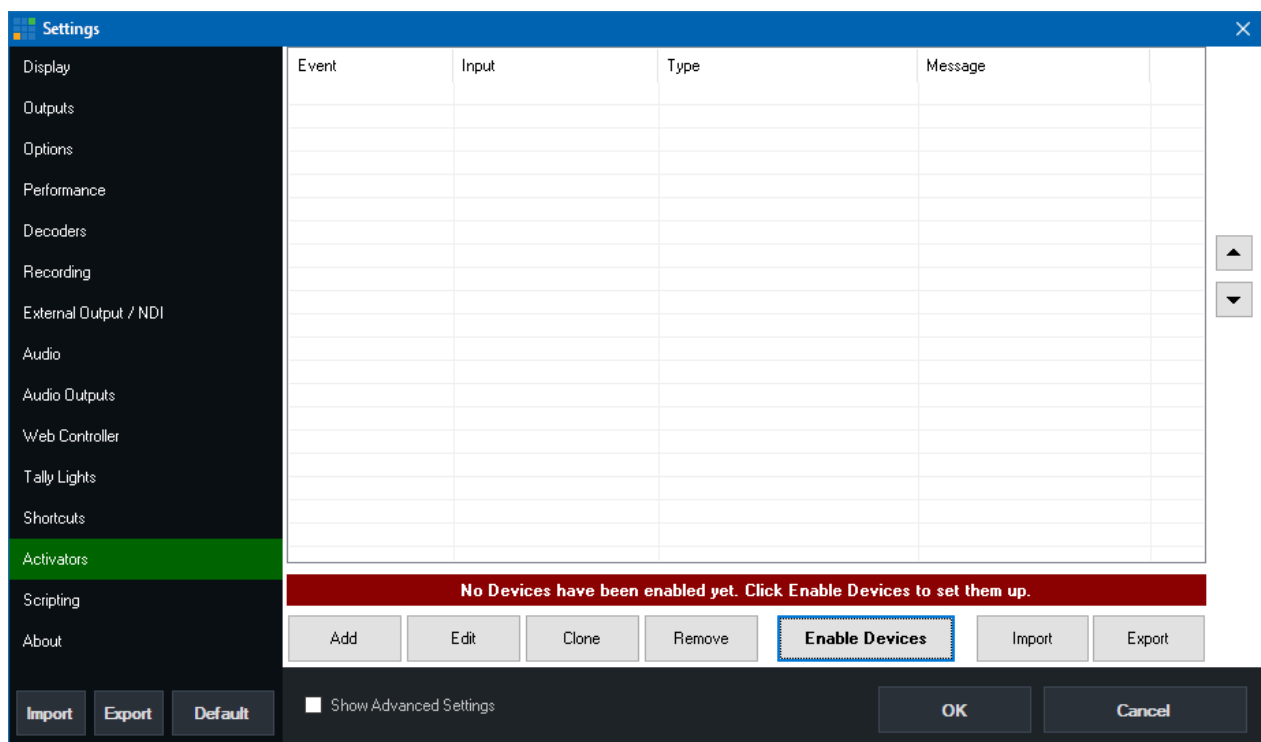 Settings
Display
Outputs
Options
Performance
Decoders
Recording
External Output / NDI
Audio
Audio Outputs
Web Controller
Tally Lights
Shortcuts
Activators
Scripting
About
Import Export Default
Event Input Type Message
No Devices have been enabled yet. Click Enable Devices to set them up.
Add Edit Clone Remove Enable Devices Import Export
Show Advanced Settings OK Cancel